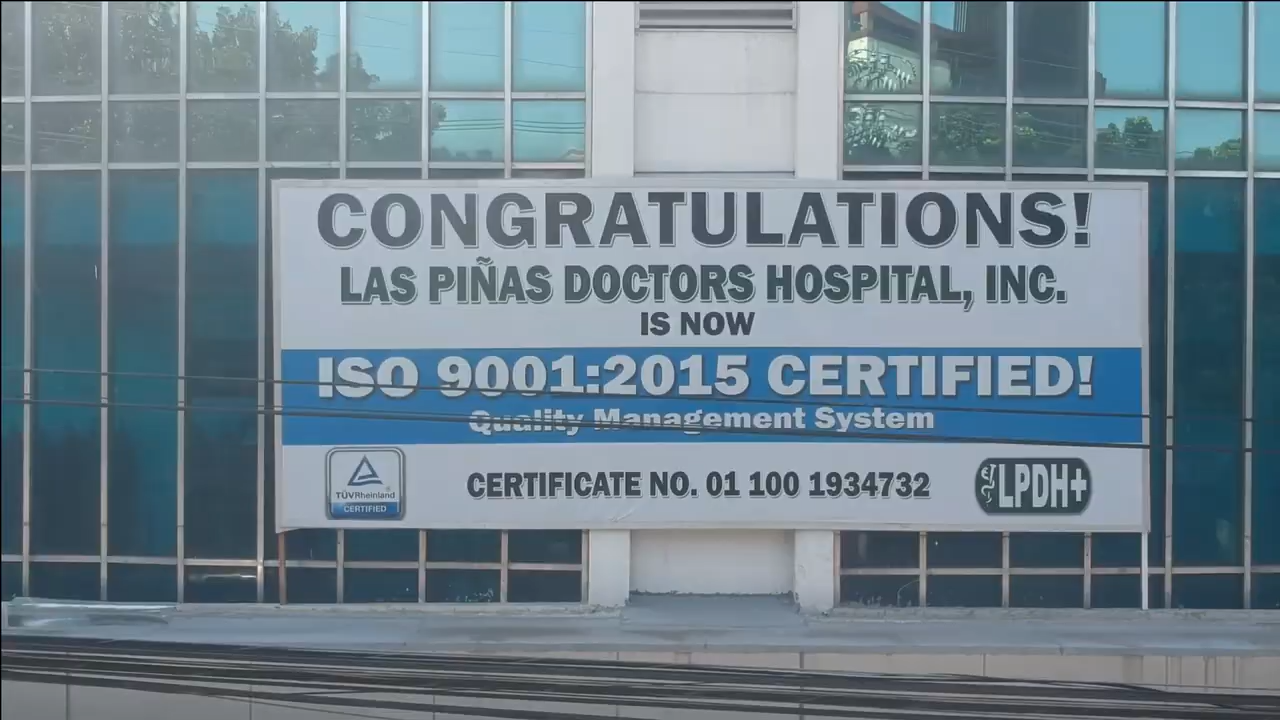 CONGRATULATIONS!
LAS PIÑAS DOCTORS HOSPITAL, INC.
IS NOW
ISO 9001:2015 CERTIFIED!
Quality Management System
TÜVRheinland
CERTIFIED
CERTIFICATE NO. 01 100 1934732
LPDH+